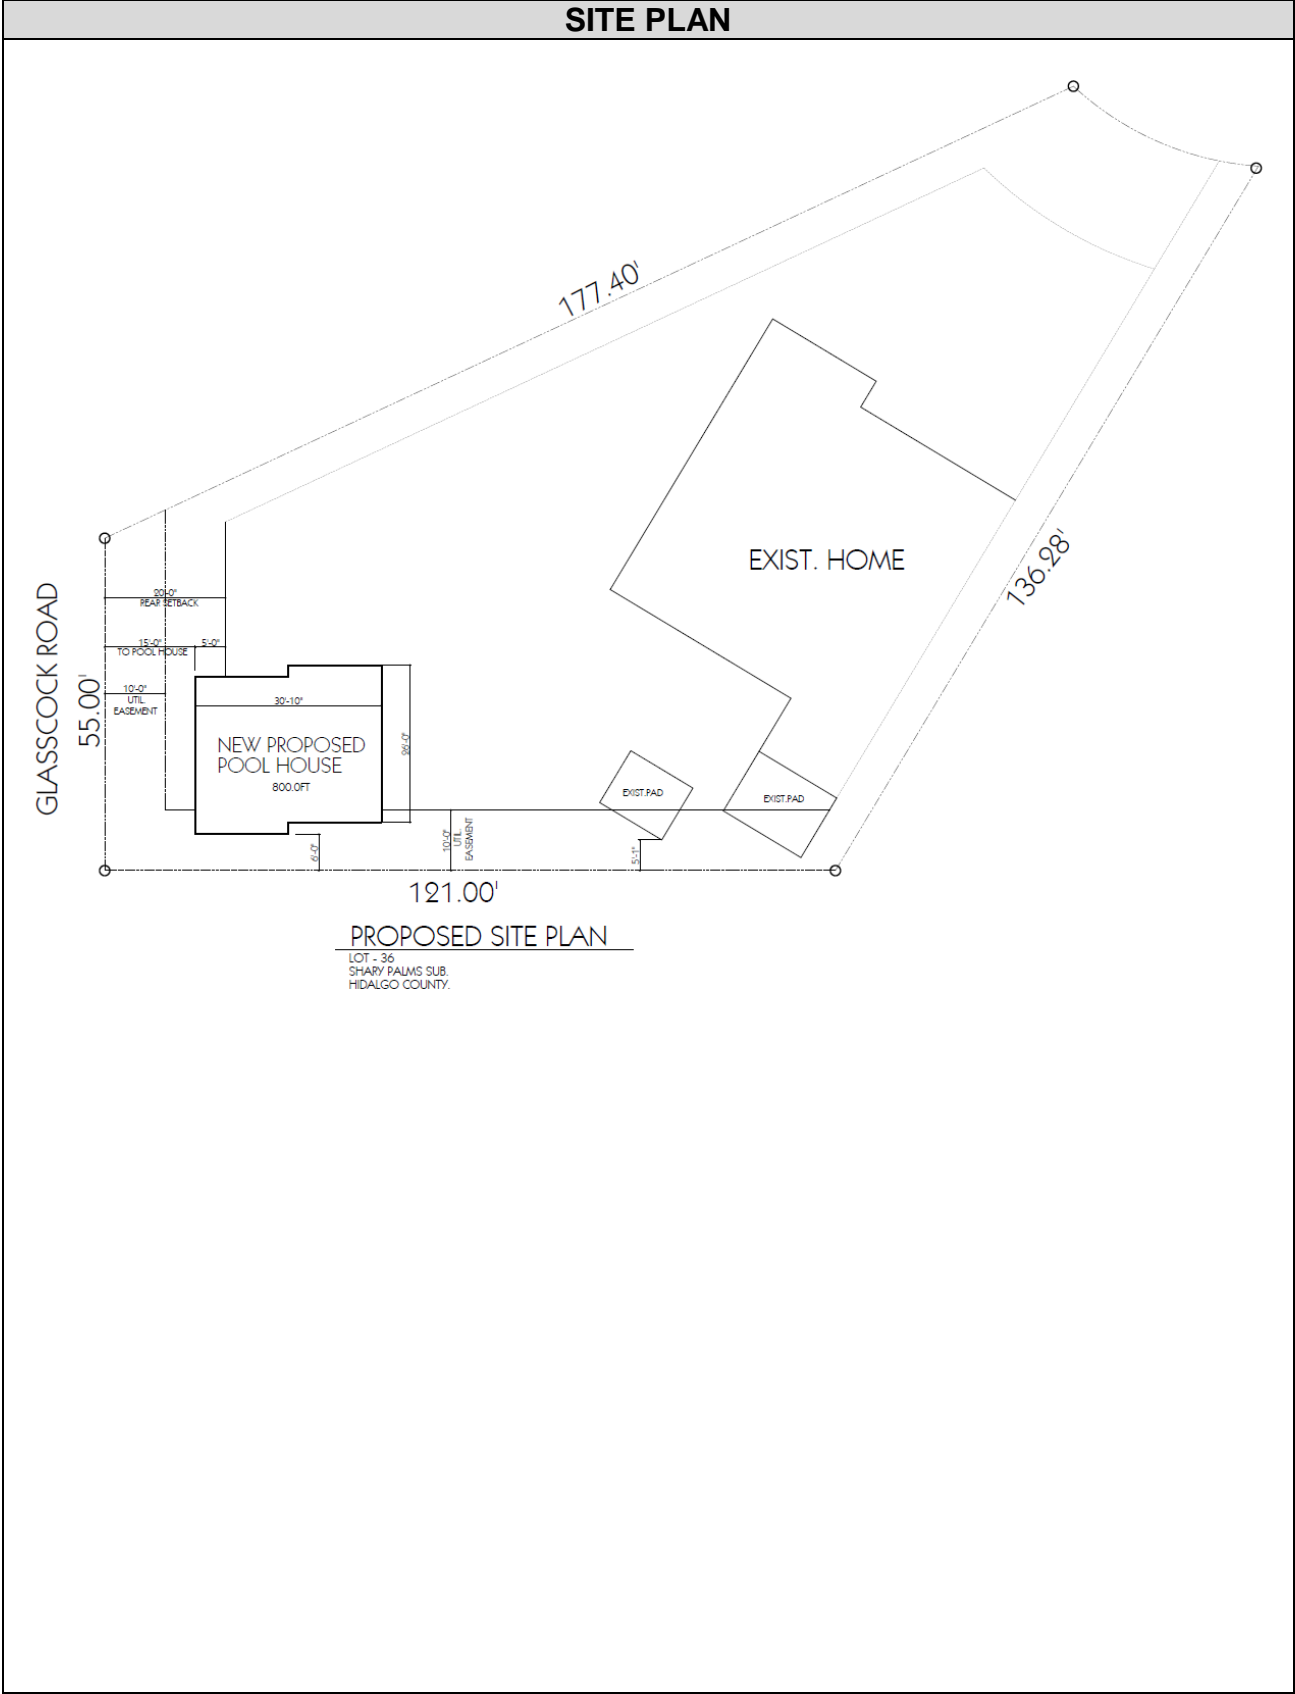 SITE PLAN
177.40'
EXIST. HOME
136.28'
GLASSCOCK ROAD
55.00'
20'-0"
REAR SETBACK
15'-0"
5'-0"
TO POOL HOUSE
10'-0"
UTIL.
EASEMENT
30'-10"
26'-0"
NEW PROPOSED
POOL HOUSE
800.0FT
EXIST.PAD
EXIST.PAD
6'-0"
10'-0"
UTIL.
EASEMENT
5'-1"
121.00'
PROPOSED SITE PLAN
LOT - 36
SHARY PALMS SUB.
HIDALGO COUNTY.